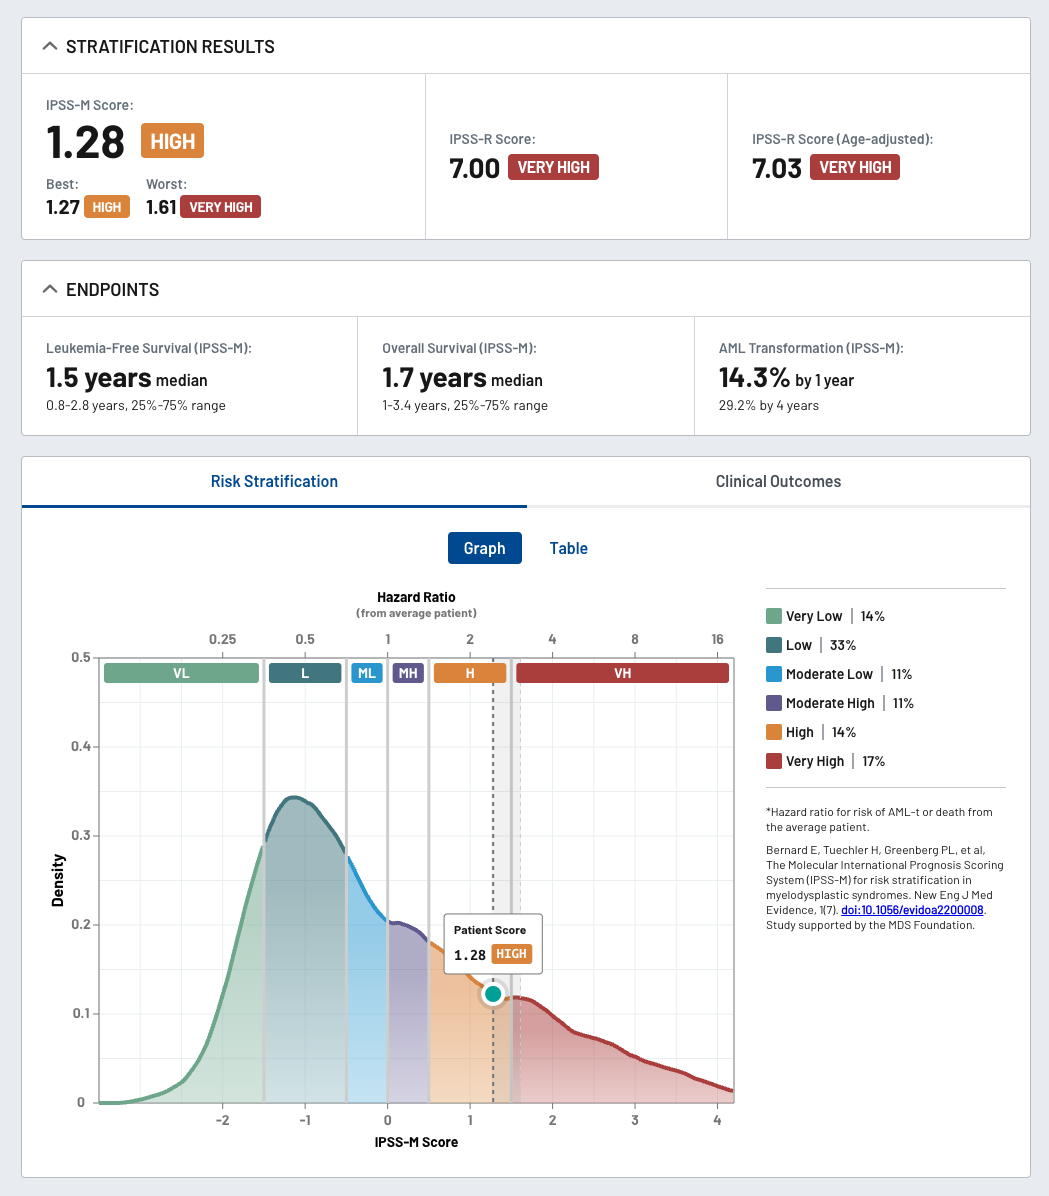 STRATIFICATION RESULTS
IPSS-M Score:
1.28 HIGH
Best:
1.27 HIGH
Worst:
1.61 VERY HIGH
IPSS-R Score:
7.00 VERY HIGH
IPSS-R Score (Age-adjusted):
7.03 VERY HIGH
ENDPOINTS
Leukemia-Free Survival (IPSS-M):
1.5 years median
0.8-2.8 years, 25%-75% range
Overall Survival (IPSS-M):
1.7 years median
1-3.4 years, 25%-75% range
AML Transformation (IPSS-M):
14.3% by 1 year
29.2% by 4 years
Risk Stratification
Clinical Outcomes
Graph
Table
Hazard Ratio
(from average patient)
0.25 0.5 1 2 4 8 16
VL L ML MH H VH
0.5
0.4
0.3
0.2
0.1
0
Density
Patient Score
1.28 HIGH
-2 -1 0 1 2 3 4
IPSS-M Score
Very Low | 14%
Low | 33%
Moderate Low | 11%
Moderate High | 11%
High | 14%
Very High | 17%
*Hazard ratio for risk of AML-t or death from
the average patient.
Bernard E, Tuechler H, Greenberg PL, et al,
The Molecular International Prognosis Scoring
System (IPSS-M) for risk stratification in
myelodysplastic syndromes. New Eng J Med
Evidence, 1(7). doi:10.1056/evidoa2200008.
Study supported by the MDS Foundation.